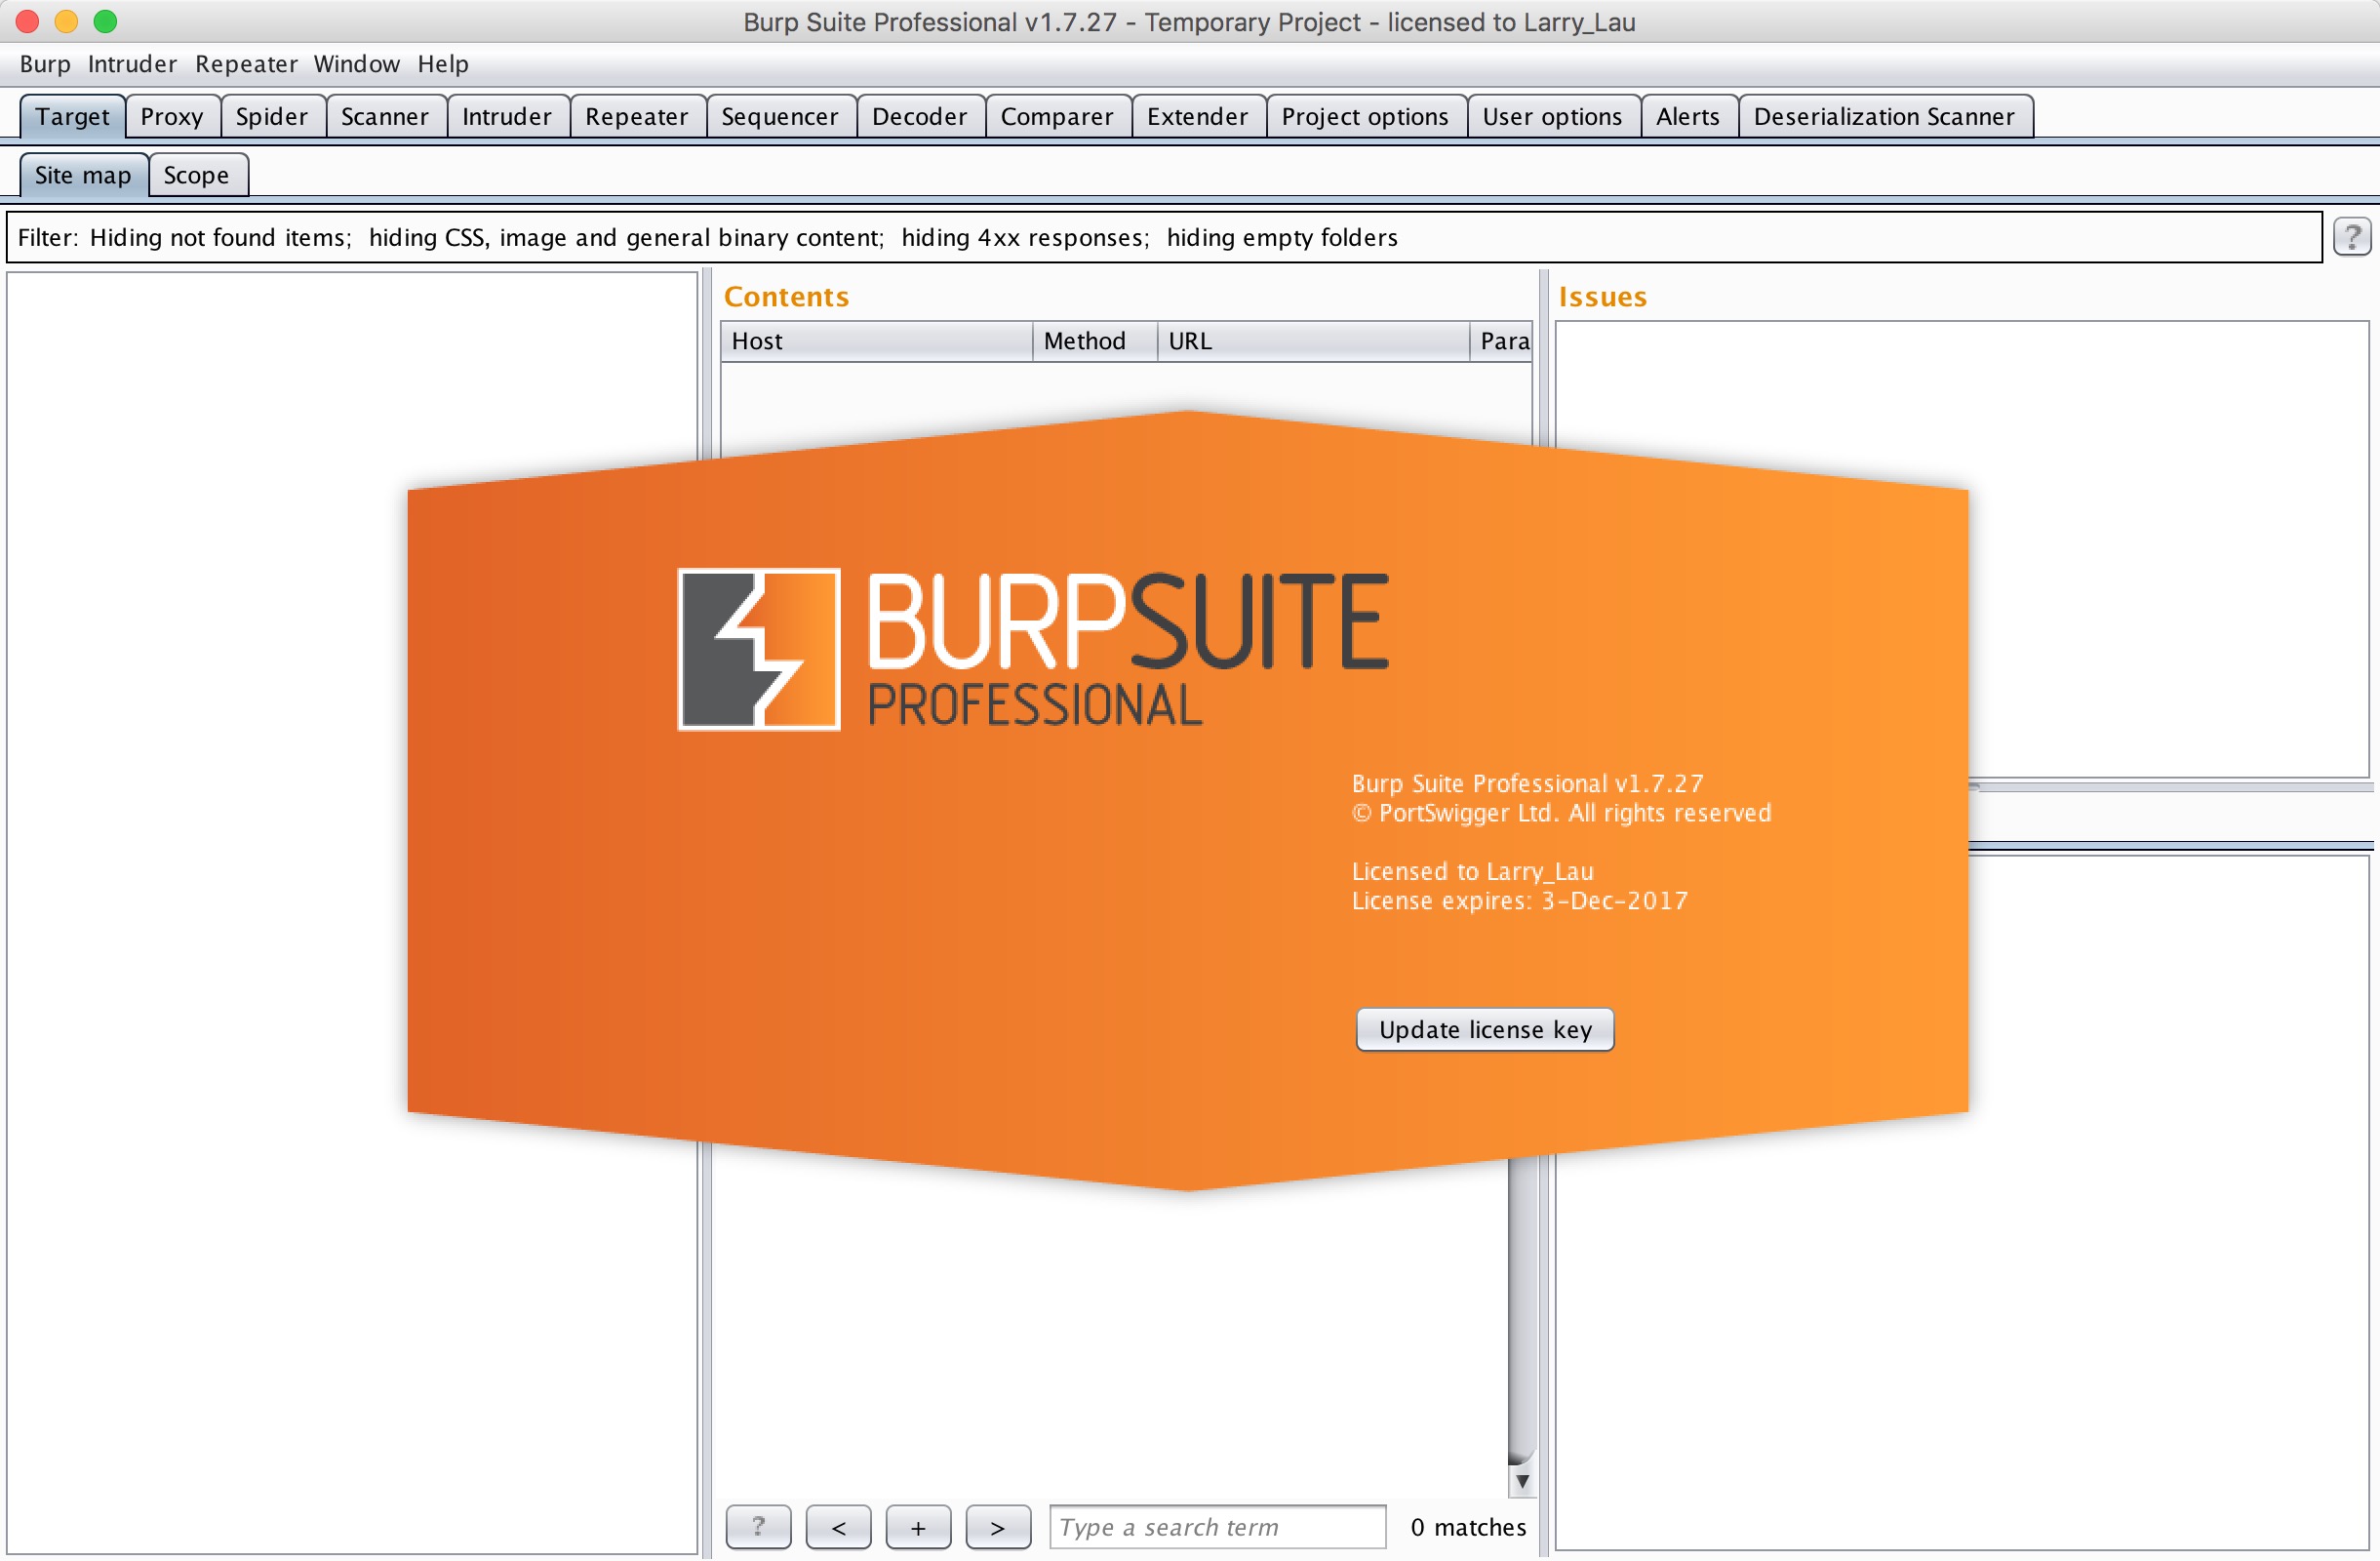 Burp Suite Professional v1.7.27 - Temporary Project - licensed to Larry_Lau
Burp Intruder Repeater Window Help
Target Proxy Spider Scanner Intruder Repeater Sequencer Decoder Comparer Extender Project options User options Alerts Deserialization Scanner
Site map Scope
Filter: Hiding not found items; hiding CSS, image and general binary content; hiding 4xx responses; hiding empty folders ?
Contents Issues
Host Method URL Para
BURPSUITE
PROFESSIONAL
Burp Suite Professional v1.7.27
© PortSwigger Ltd. All rights reserved
Licensed to Larry_Lau
License expires: 3-Dec-2017
Update license key
? < + > Type a search term 0 matches